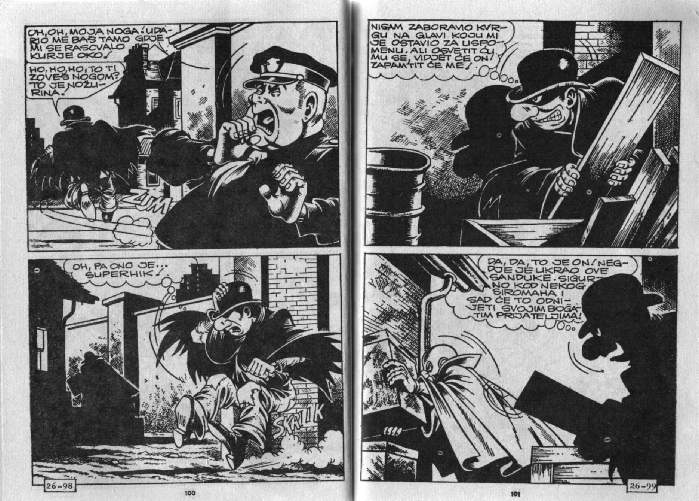 OH, OH, MOJA NOGA! UDA-
RIO ME BAŠ TAMO GDJE
MI SE RASCVALO
KURJE OKO!
HO, HO, HO, TO TI
ZOVEŠ NOGOM?
TO JE NOŽU-
RINA!
ZUM
OH, PA ONO JE...
SUPERHIK!
SKVIK
26-98
100
NISAM ZABORAVIO KVR-
GU NA GLAVI KOJU MI
JE OSTAVIO ZA USPO-
MENU. ALI OSVETIT ĆU
MU SE, VIDJET ĆE ON!
ZAPAMTIT ĆE ME!
DA, DA, TO JE ON! NEG-
DJE JE UKRAO OVE
SANDUKE. SIGUR-
NO KOD NEKOG
SIROMAHA!
SAD ĆE TO ODNI-
JETI SVOJIM BOGA-
TIM PRIJATELJIMA!
26-99
101